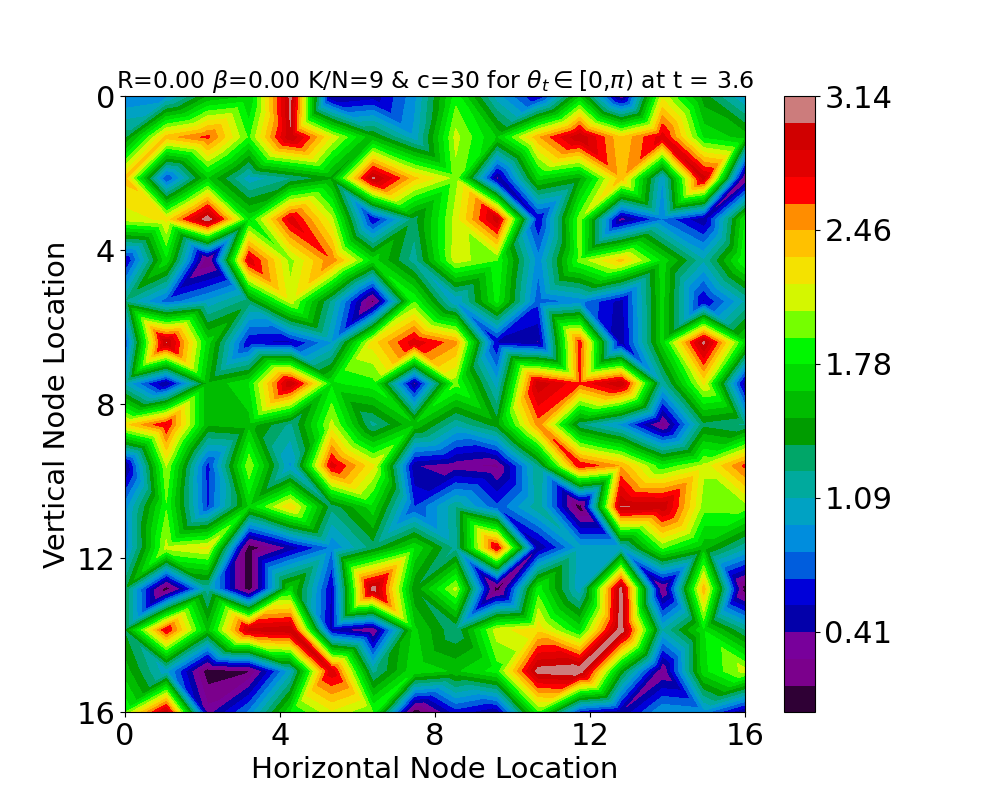 R=0.00 β=0.00 K/N=9 & c=30 for θₜ ∈ [0,π) at t = 3.6
0
4
8
12
16
0 4 8 12 16
Vertical Node Location
Horizontal Node Location
3.14
2.46
1.78
1.09
0.41